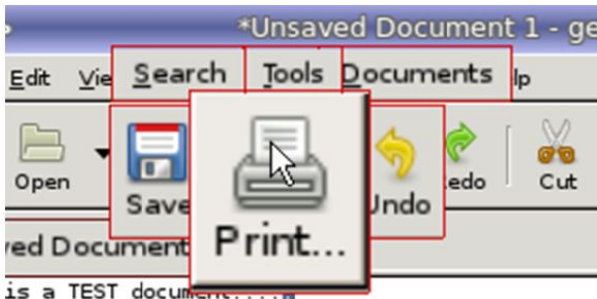 *Unsaved Document 1 - ge
Edit Vie Search Tools Documents lp
Open Save Print... Undo edo Cut
ved Document
is a TEST document....